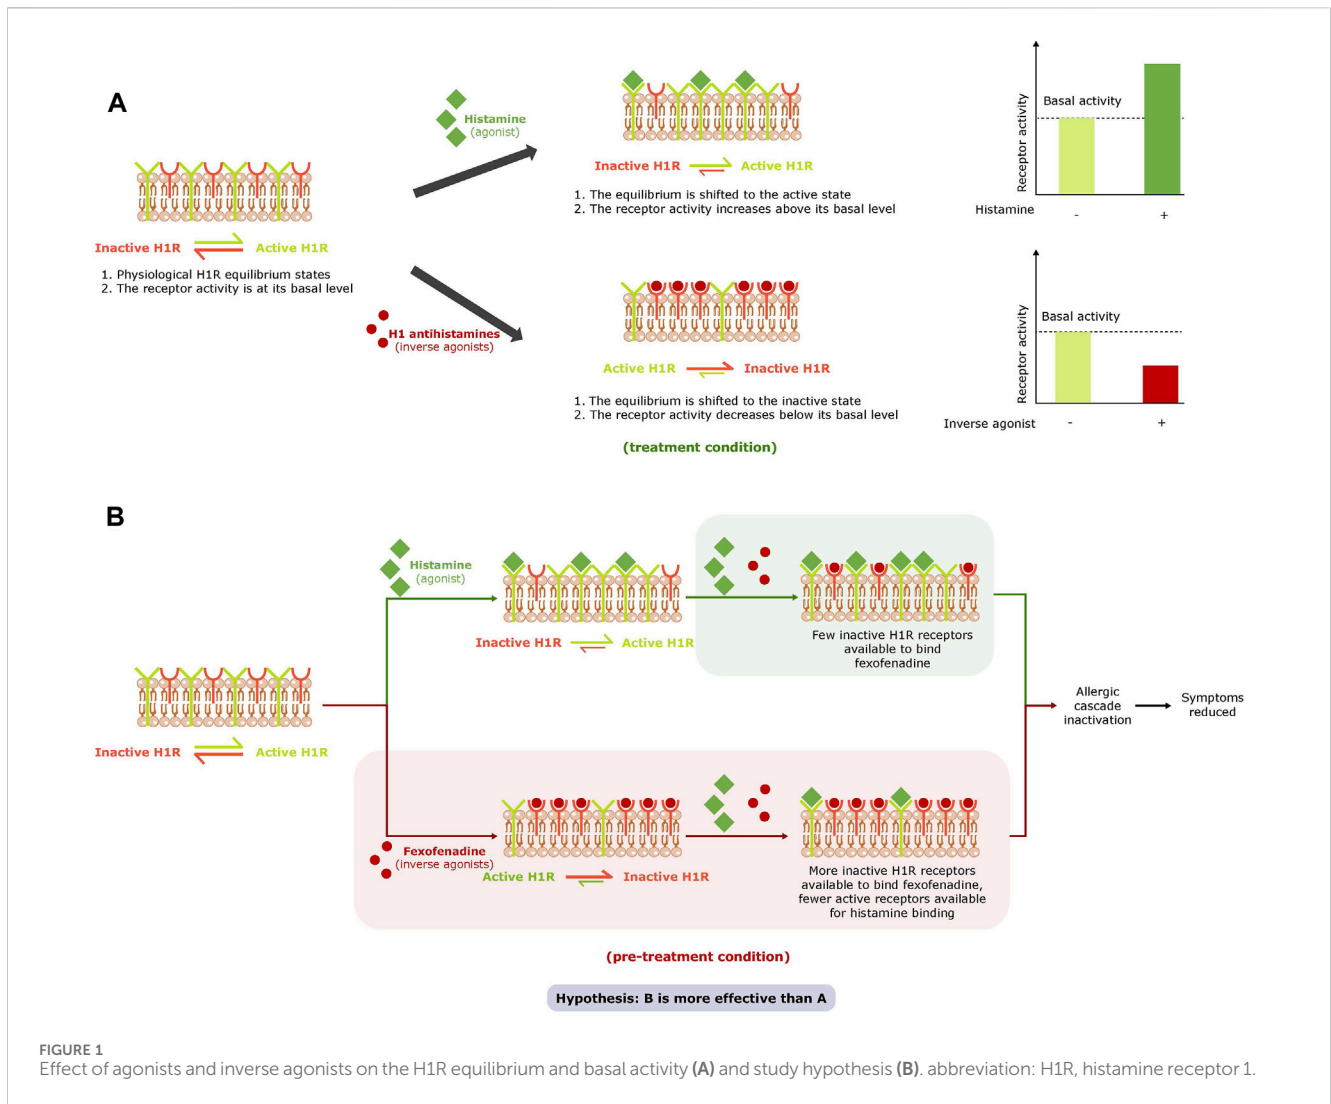 A
Histamine
(agonist)
Inactive H1R Active H1R
1. Physiological H1R equilibrium states
2. The receptor activity is at its basal level
Inactive H1R Active H1R
1. The equilibrium is shifted to the active state
2. The receptor activity increases above its basal level
Receptor activity
Basal activity
Histamine - +
H1 antihistamines
(inverse agonists)
Active H1R Inactive H1R
1. The equilibrium is shifted to the inactive state
2. The receptor activity decreases below its basal level
(treatment condition)
Receptor activity
Basal activity
Inverse agonist - +
B
Histamine
(agonist)
Inactive H1R Active H1R
Few inactive H1R receptors
available to bind
fexofenadine
Inactive H1R Active H1R
Allergic
cascade
inactivation
Symptoms
reduced
Fexofenadine
(inverse agonists)
Active H1R Inactive H1R
More inactive H1R receptors
available to bind fexofenadine,
fewer active receptors available
for histamine binding
(pre-treatment condition)
Hypothesis: B is more effective than A
FIGURE 1
Effect of agonists and inverse agonists on the H1R equilibrium and basal activity (A) and study hypothesis (B). abbreviation: H1R, histamine receptor 1.